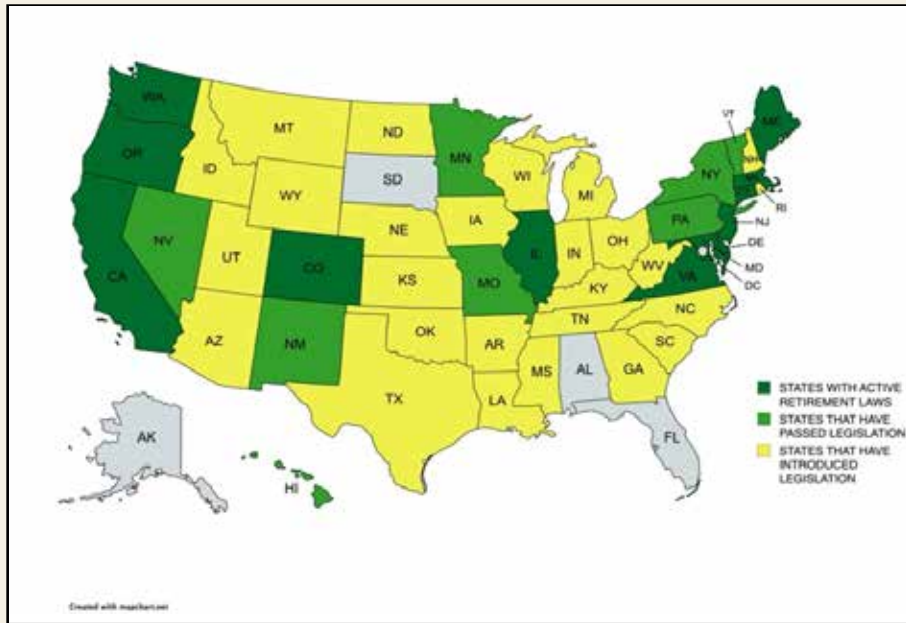 WA
MT
ND
MN
VT
ME
OR
ID
SD
WI
NY
NH
WY
MI
RI
IA
PA
NJ
NE
NV
OH
DE
UT
IL
IN
MD
CA
CO
WV
VA
DC
KS
MO
KY
NC
TN
AZ
OK
NM
AR
SC
MS
AL
GA
TX
LA
AK
FL
HI
STATES WITH ACTIVE
RETIREMENT LAWS
STATES THAT HAVE
PASSED LEGISLATION
STATES THAT HAVE
INTRODUCED
LEGISLATION
Created with mapchart.net